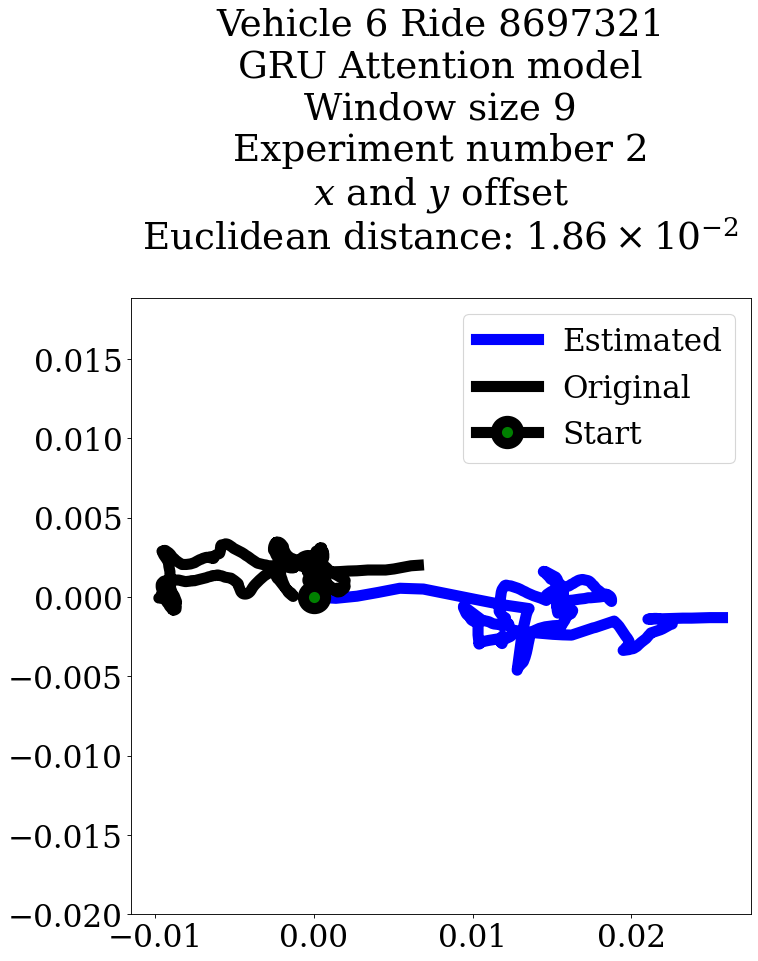 Vehicle 6 Ride 8697321
GRU Attention model
Window size 9
Experiment number 2
x and y offset
Euclidean distance: 1.86 × 10⁻²
Estimated
Original
Start
0.015
0.010
0.005
0.000
−0.005
−0.010
−0.015
−0.020
−0.01 0.00 0.01 0.02